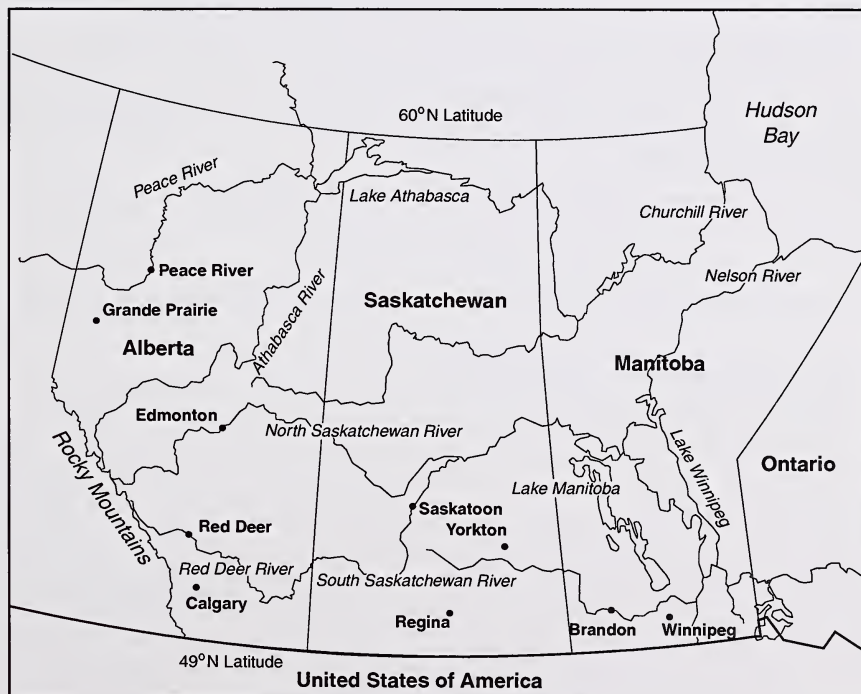 60°N Latitude
Hudson
Bay
Peace River
Lake Athabasca
Churchill River
Peace River
Nelson River
Athabasca River
Saskatchewan
Grande Prairie
Alberta
Manitoba
Edmonton
North Saskatchewan River
Lake Winnipeg
Rocky Mountains
Ontario
Lake Manitoba
Saskatoon
Yorkton
Red Deer
Red Deer River
South Saskatchewan River
Calgary
Regina
Brandon
Winnipeg
49°N Latitude
United States of America